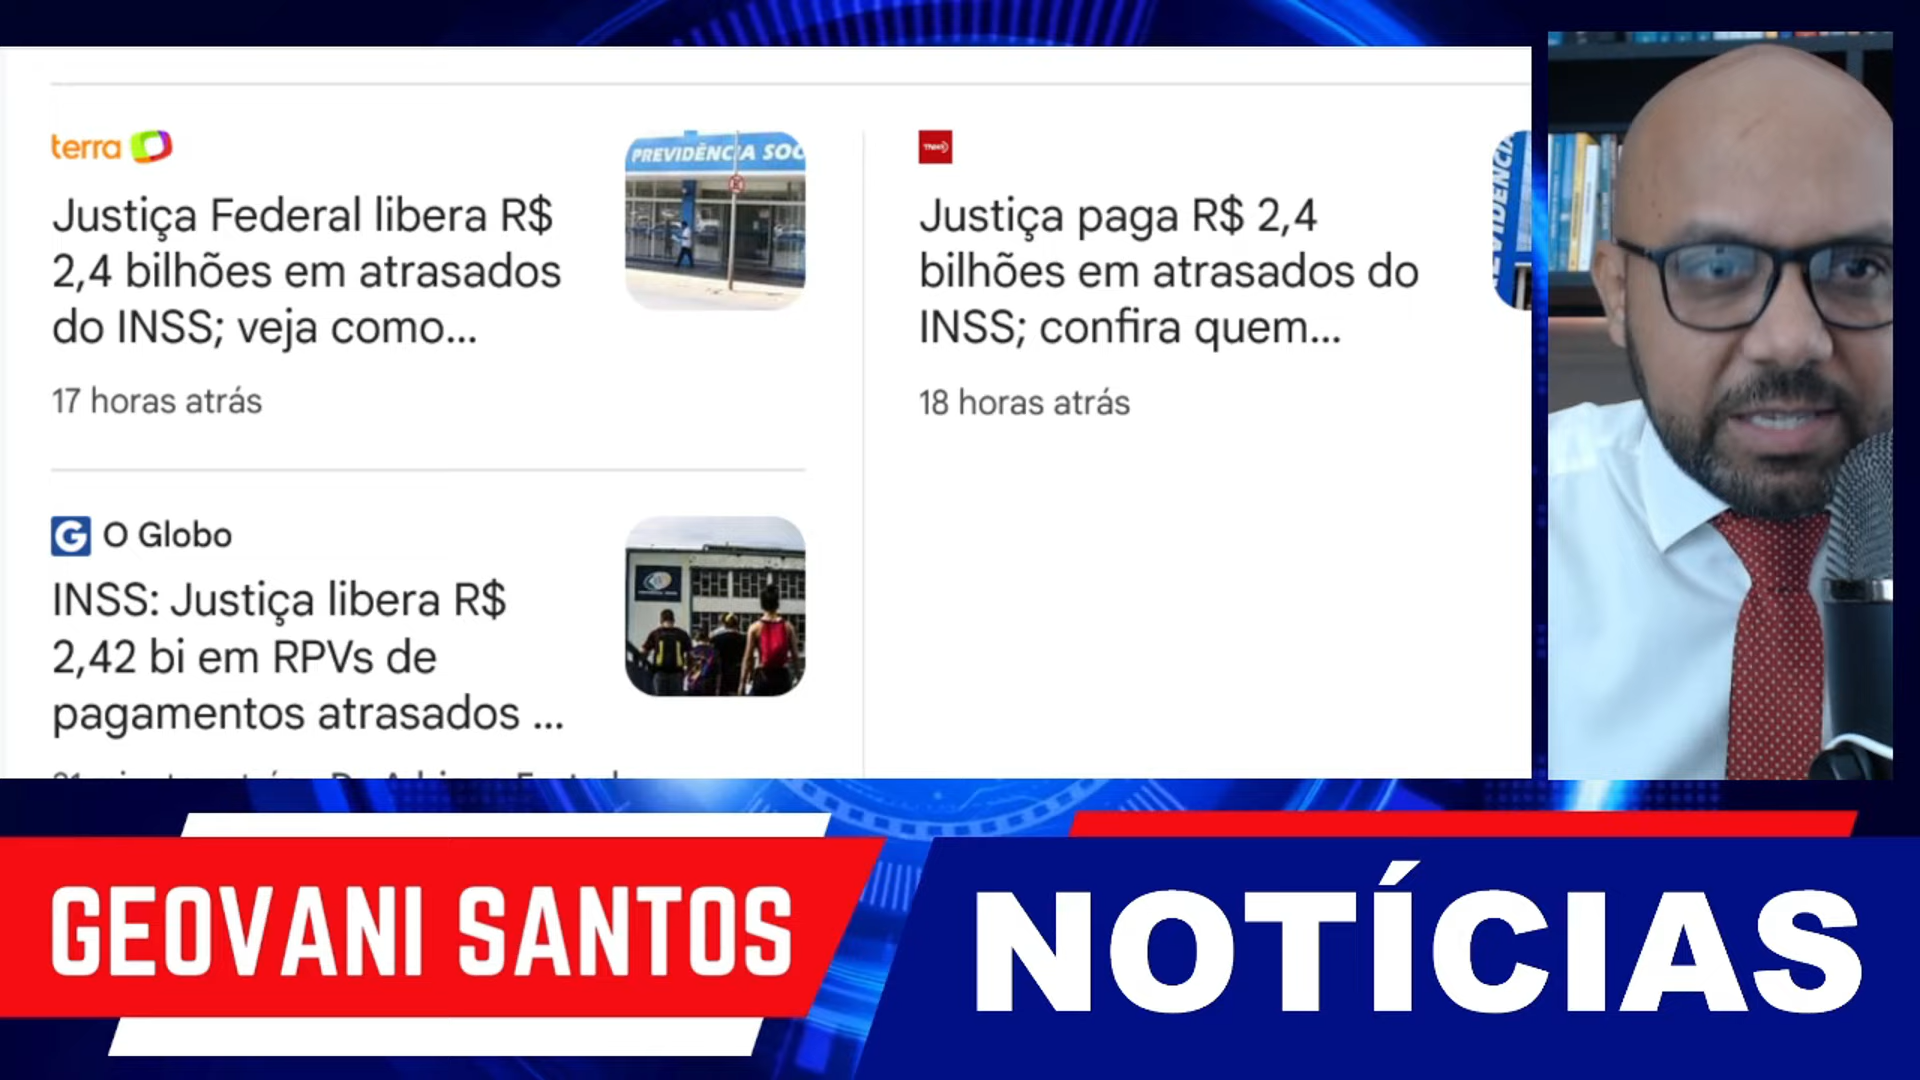 terra
Justiça Federal libera R$
2,4 bilhões em atrasados
do INSS; veja como...
17 horas atrás
PREVIDÊNCIA SOC
Justiça paga R$ 2,4
bilhões em atrasados do
INSS; confira quem...
18 horas atrás
G O Globo
INSS: Justiça libera R$
2,42 bi em RPVs de
pagamentos atrasados ...
GEOVANI SANTOS
NOTÍCIAS